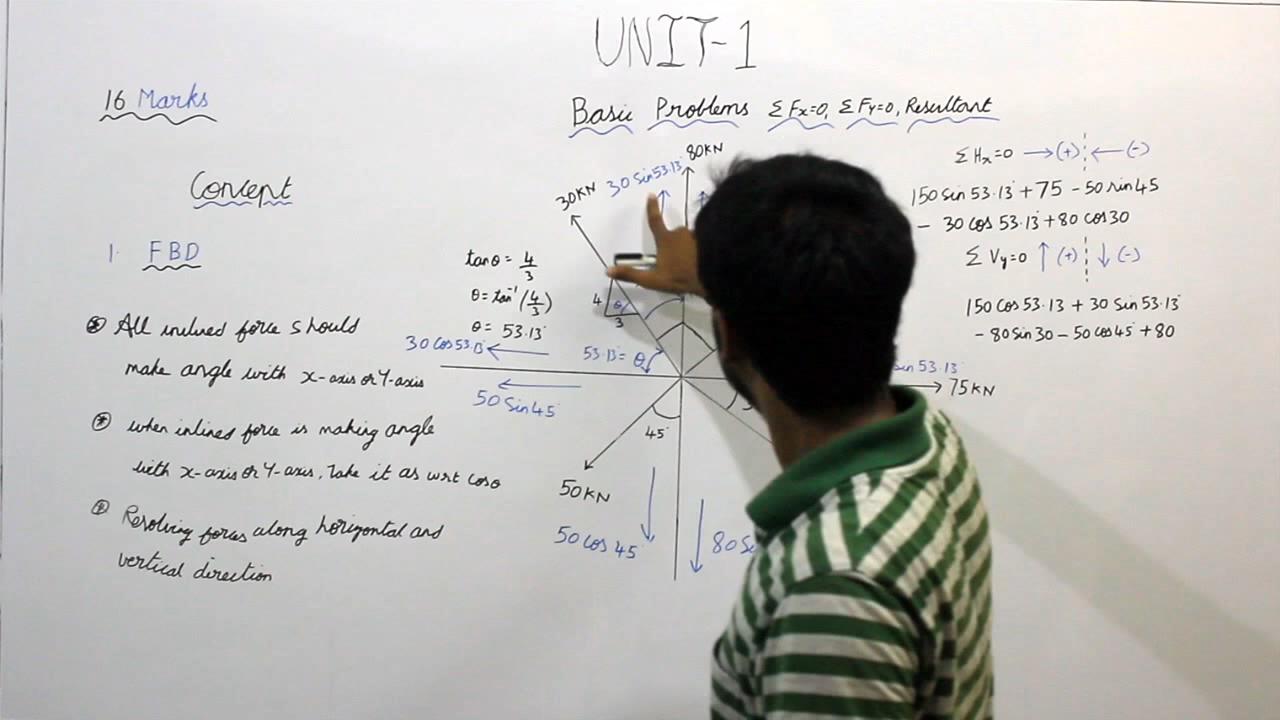 UNIT-1
16 Marks
Basic Problems ΣFx=0, ΣFy=0, Resultant
Concept
1. FBD
All inclined force should
make angle with x-axis or Y-axis
when inlined force is making angle
with x-axis or Y-axis, take it as wrt cosθ
Resolving forces along horizontal and
vertical direction
tanθ = 4/3
θ = tan⁻¹(4/3)
θ = 53.13°
30KN
30 Sin 53.13°
80KN
4
θ
3
53.13° = θ
30 Cos 53.13°
50 Sin 45°
45°
50KN
50 Cos 45°
80
sin 53.13°
75KN
ΣHx=0 → (+) ← (-)
150 Sin 53.13° + 75 - 50 sin 45
- 30 Cos 53.13° + 80 cos 30
ΣVy=0 ↑ (+) ↓ (-)
150 Cos 53.13 + 30 Sin 53.13°
- 80 Sin 30 - 50 cos 45° + 80